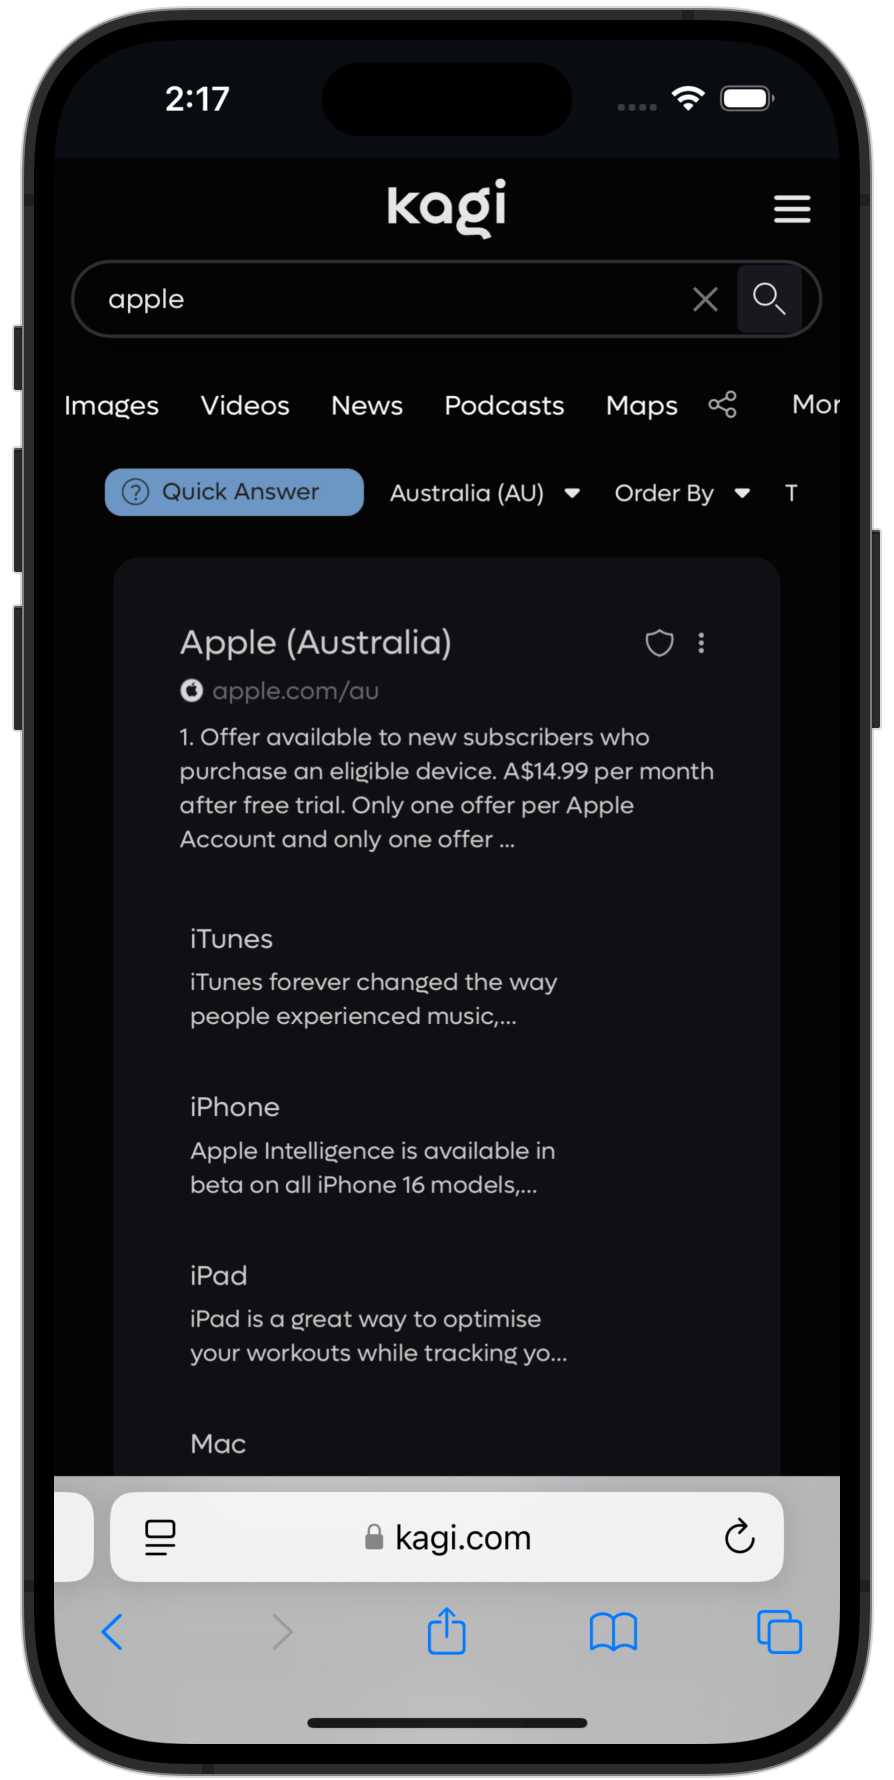 2:17
kagi
apple
Images Videos News Podcasts Maps Mor
Quick Answer Australia (AU) Order By T
Apple (Australia)
apple.com/au
1. Offer available to new subscribers who
purchase an eligible device. A$14.99 per month
after free trial. Only one offer per Apple
Account and only one offer ...
iTunes
iTunes forever changed the way
people experienced music,...
iPhone
Apple Intelligence is available in
beta on all iPhone 16 models,...
iPad
iPad is a great way to optimise
your workouts while tracking yo...
Mac
kagi.com